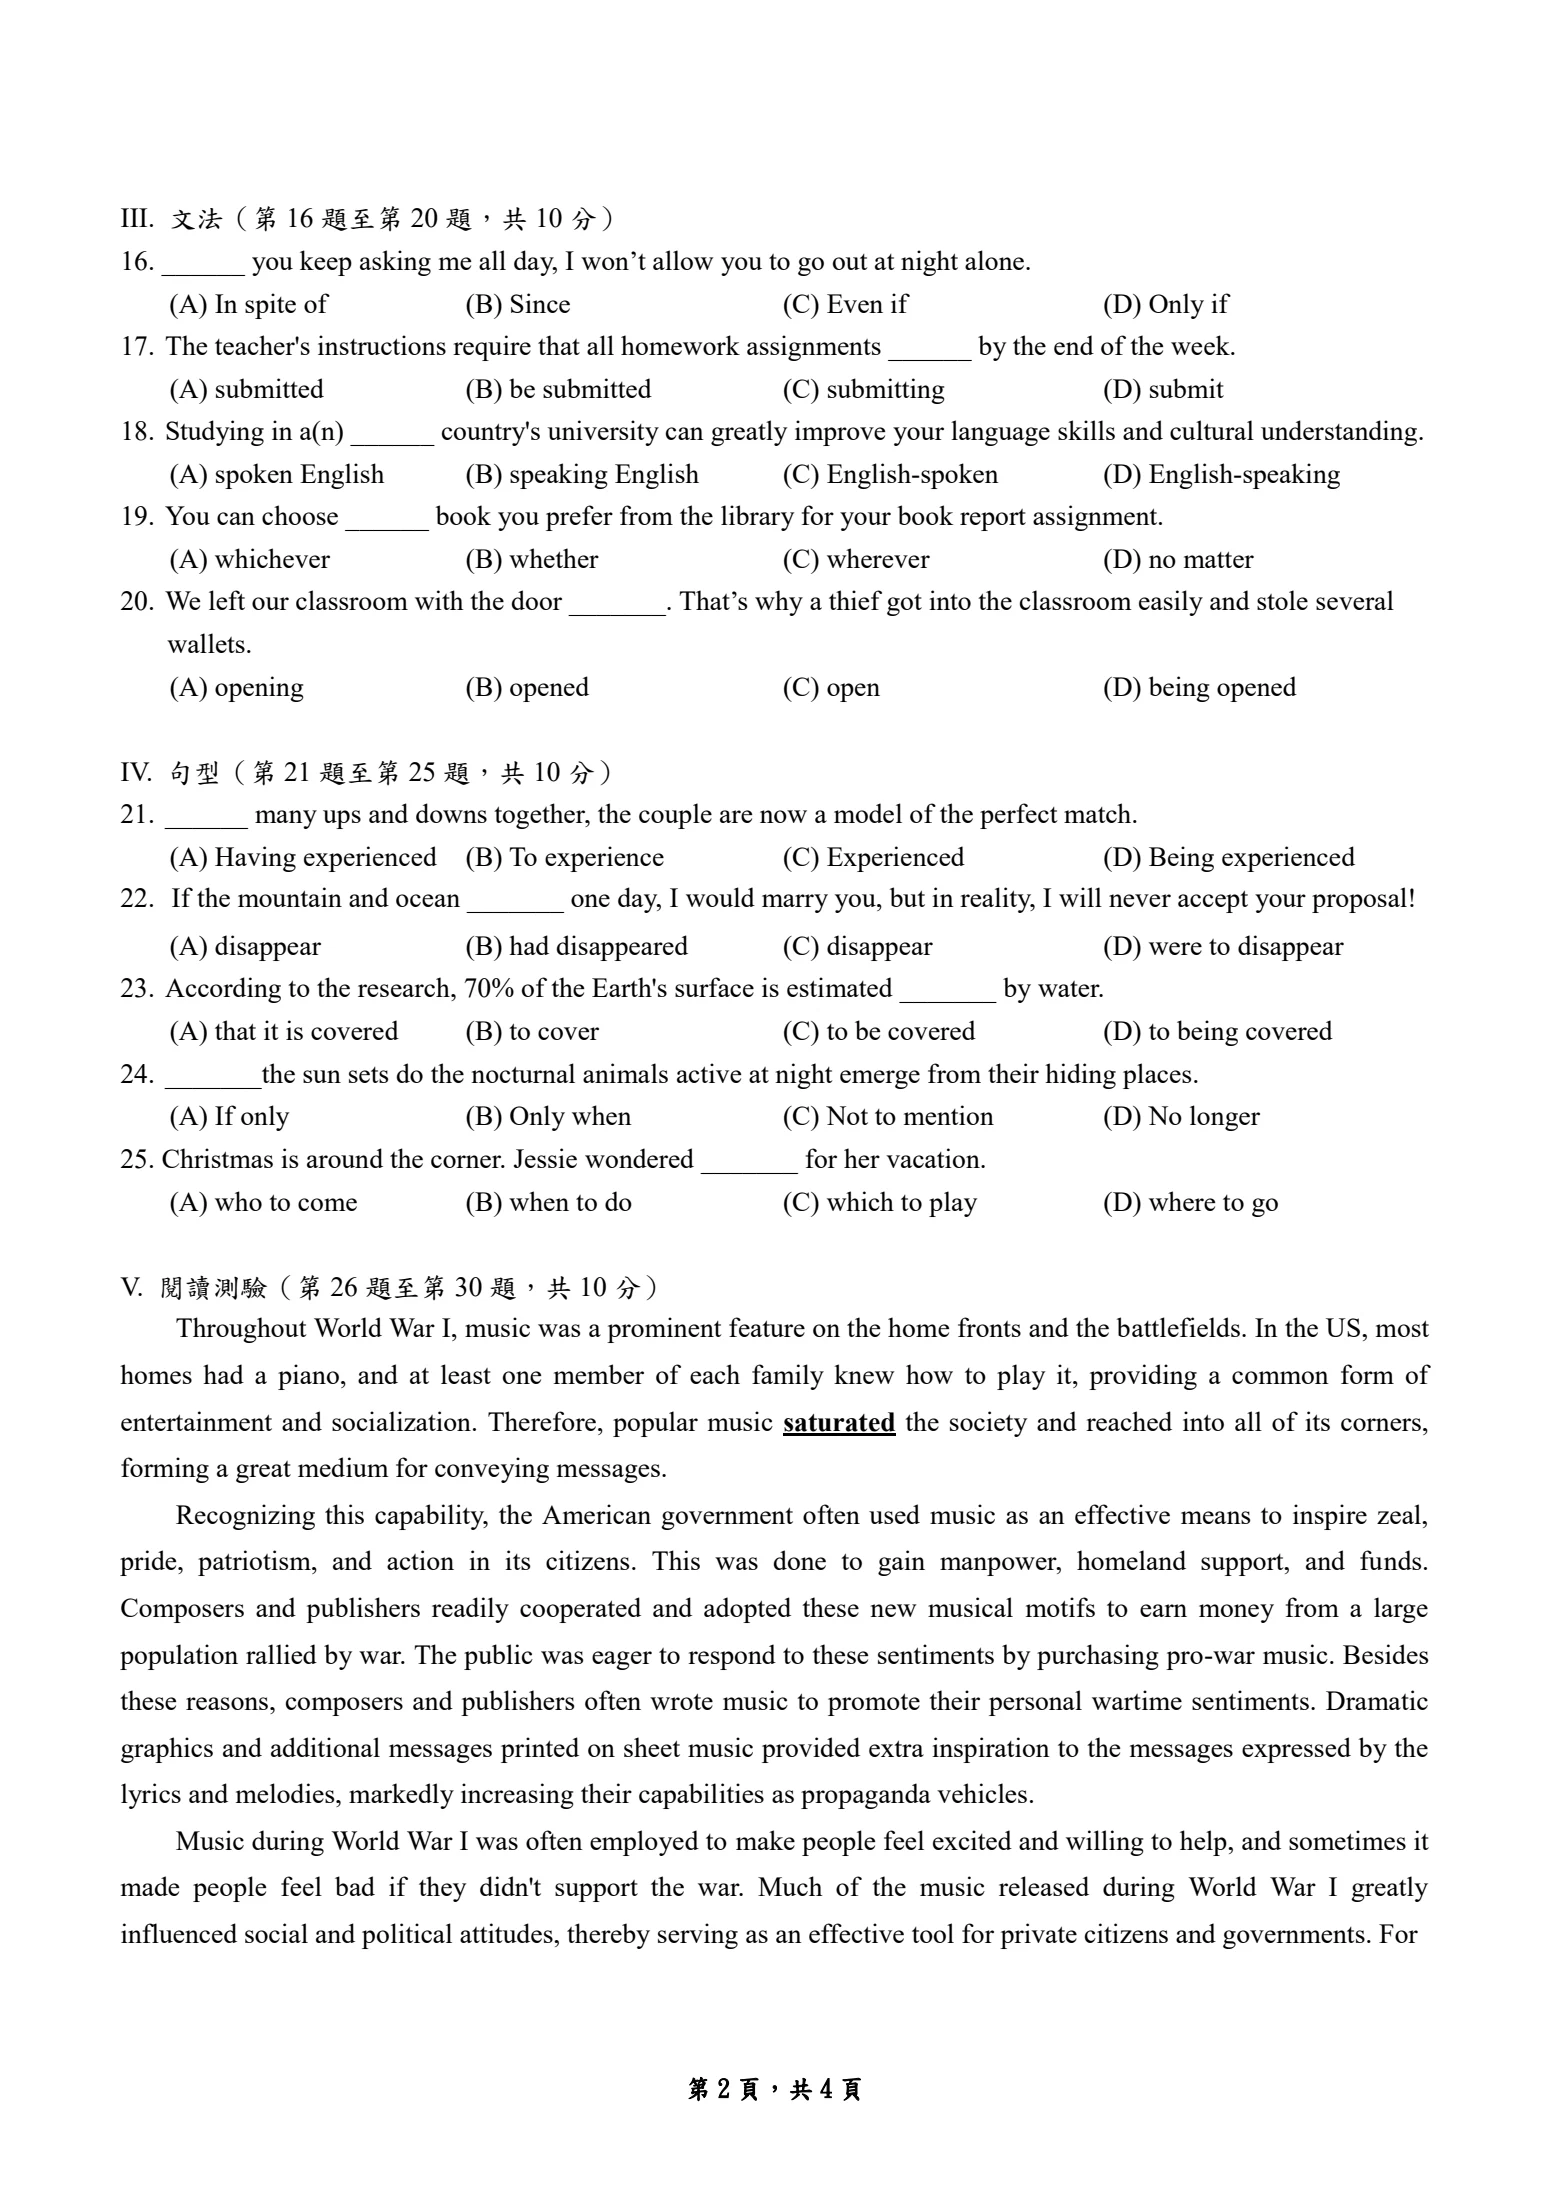 III. 文法（第 16 題至第 20 題，共 10 分）
16. ______ you keep asking me all day, I won’t allow you to go out at night alone.
(A) In spite of (B) Since (C) Even if (D) Only if
17. The teacher's instructions require that all homework assignments ______ by the end of the week.
(A) submitted (B) be submitted (C) submitting (D) submit
18. Studying in a(n) ______ country's university can greatly improve your language skills and cultural understanding.
(A) spoken English (B) speaking English (C) English-spoken (D) English-speaking
19. You can choose ______ book you prefer from the library for your book report assignment.
(A) whichever (B) whether (C) wherever (D) no matter
20. We left our classroom with the door _______. That’s why a thief got into the classroom easily and stole several
wallets.
(A) opening (B) opened (C) open (D) being opened
IV. 句型（第 21 題至第 25 題，共 10 分）
21. ______ many ups and downs together, the couple are now a model of the perfect match.
(A) Having experienced (B) To experience (C) Experienced (D) Being experienced
22. If the mountain and ocean _______ one day, I would marry you, but in reality, I will never accept your proposal!
(A) disappear (B) had disappeared (C) disappear (D) were to disappear
23. According to the research, 70% of the Earth's surface is estimated _______ by water.
(A) that it is covered (B) to cover (C) to be covered (D) to being covered
24. _______the sun sets do the nocturnal animals active at night emerge from their hiding places.
(A) If only (B) Only when (C) Not to mention (D) No longer
25. Christmas is around the corner. Jessie wondered _______ for her vacation.
(A) who to come (B) when to do (C) which to play (D) where to go
V. 閱讀測驗（第 26 題至第 30 題，共 10 分）
Throughout World War I, music was a prominent feature on the home fronts and the battlefields. In the US, most
homes had a piano, and at least one member of each family knew how to play it, providing a common form of
entertainment and socialization. Therefore, popular music saturated the society and reached into all of its corners,
forming a great medium for conveying messages.
Recognizing this capability, the American government often used music as an effective means to inspire zeal,
pride, patriotism, and action in its citizens. This was done to gain manpower, homeland support, and funds.
Composers and publishers readily cooperated and adopted these new musical motifs to earn money from a large
population rallied by war. The public was eager to respond to these sentiments by purchasing pro-war music. Besides
these reasons, composers and publishers often wrote music to promote their personal wartime sentiments. Dramatic
graphics and additional messages printed on sheet music provided extra inspiration to the messages expressed by the
lyrics and melodies, markedly increasing their capabilities as propaganda vehicles.
Music during World War I was often employed to make people feel excited and willing to help, and sometimes it
made people feel bad if they didn't support the war. Much of the music released during World War I greatly
influenced social and political attitudes, thereby serving as an effective tool for private citizens and governments. For
第 2 頁，共 4 頁